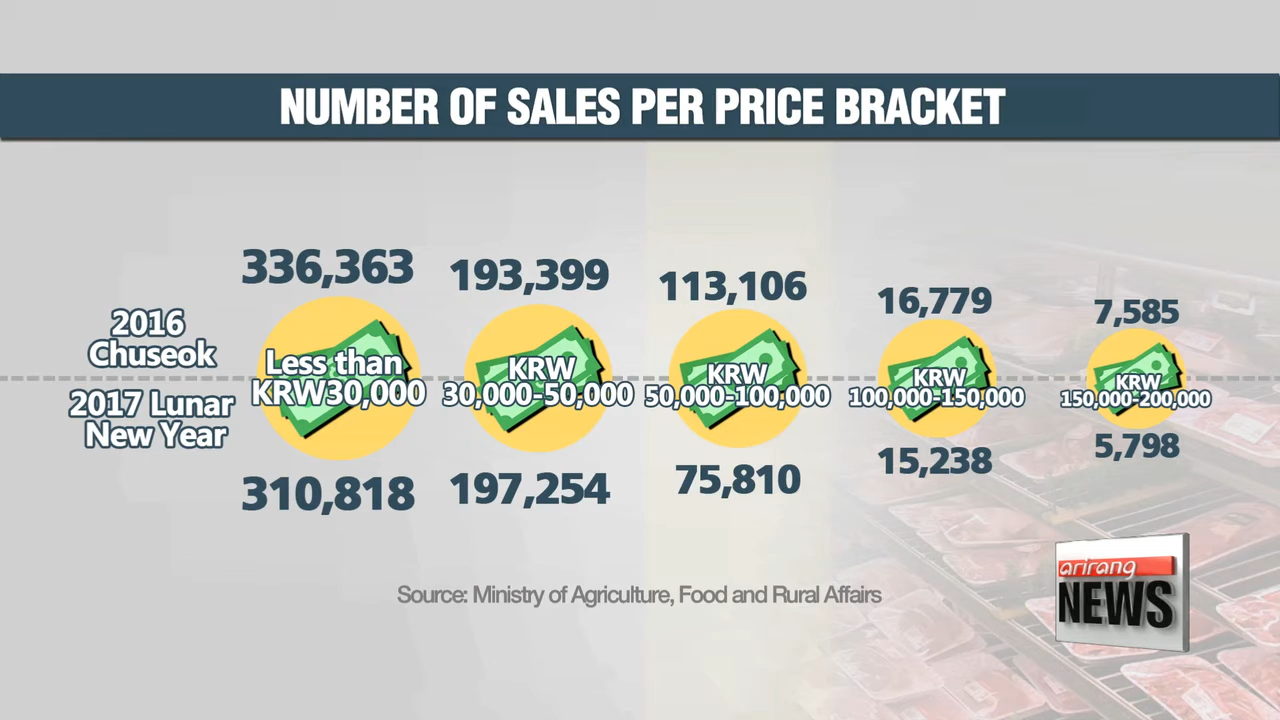 NUMBER OF SALES PER PRICE BRACKET
336,363
193,399
113,106
16,779
7,585
2016
Chuseok
2017 Lunar
New Year
Less than
KRW30,000
KRW
30,000-50,000
KRW
50,000-100,000
KRW
100,000-150,000
KRW
150,000-200,000
310,818
197,254
75,810
15,238
5,798
Source: Ministry of Agriculture, Food and Rural Affairs
arirang
NEWS